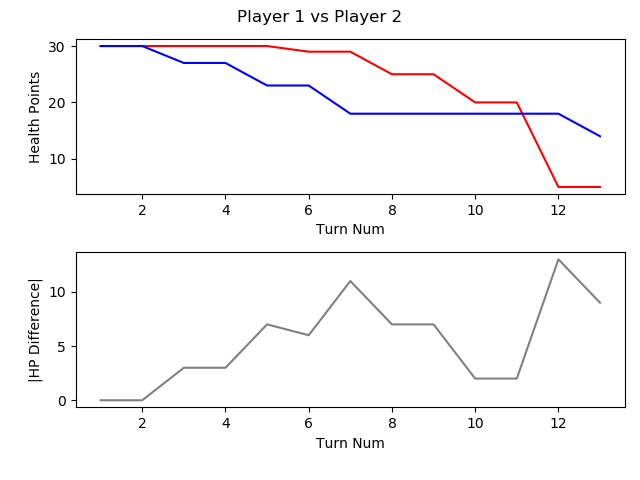 Player 1 vs Player 2
30
20
10
Health Points
2 4 6 8 10 12
Turn Num
10
5
0
|HP Difference|
2 4 6 8 10 12
Turn Num